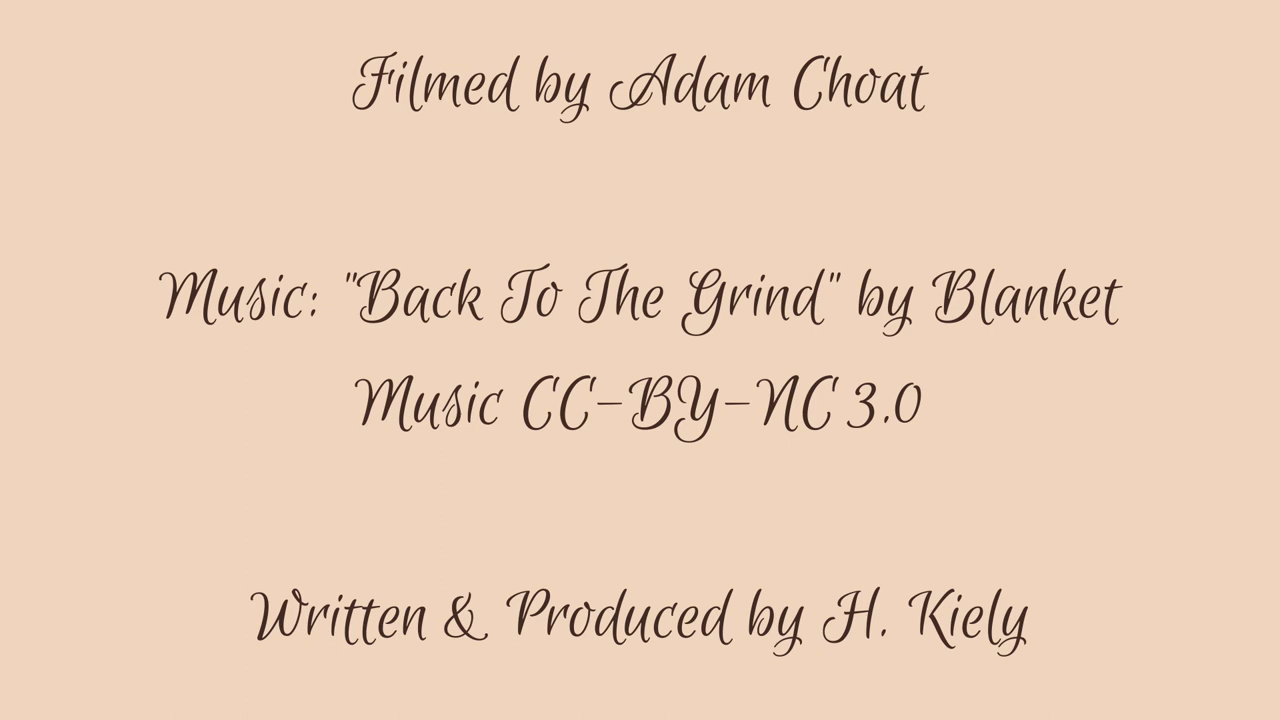 Filmed by Adam Choat
Music: "Back To The Grind" by Blanket
Music CC-BY-NC 3.0
Written & Produced by H. Kiely